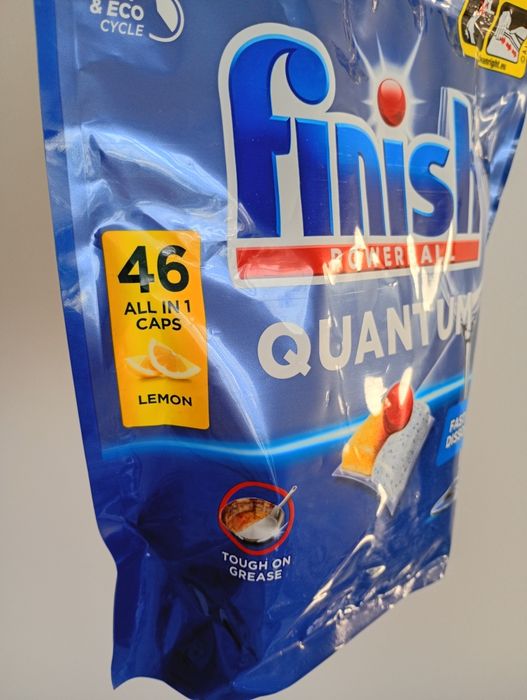 & ECO
CYCLE
finish
POWERBALL
QUANTUM
46
ALL IN 1
CAPS
LEMON
TOUGH ON
GREASE